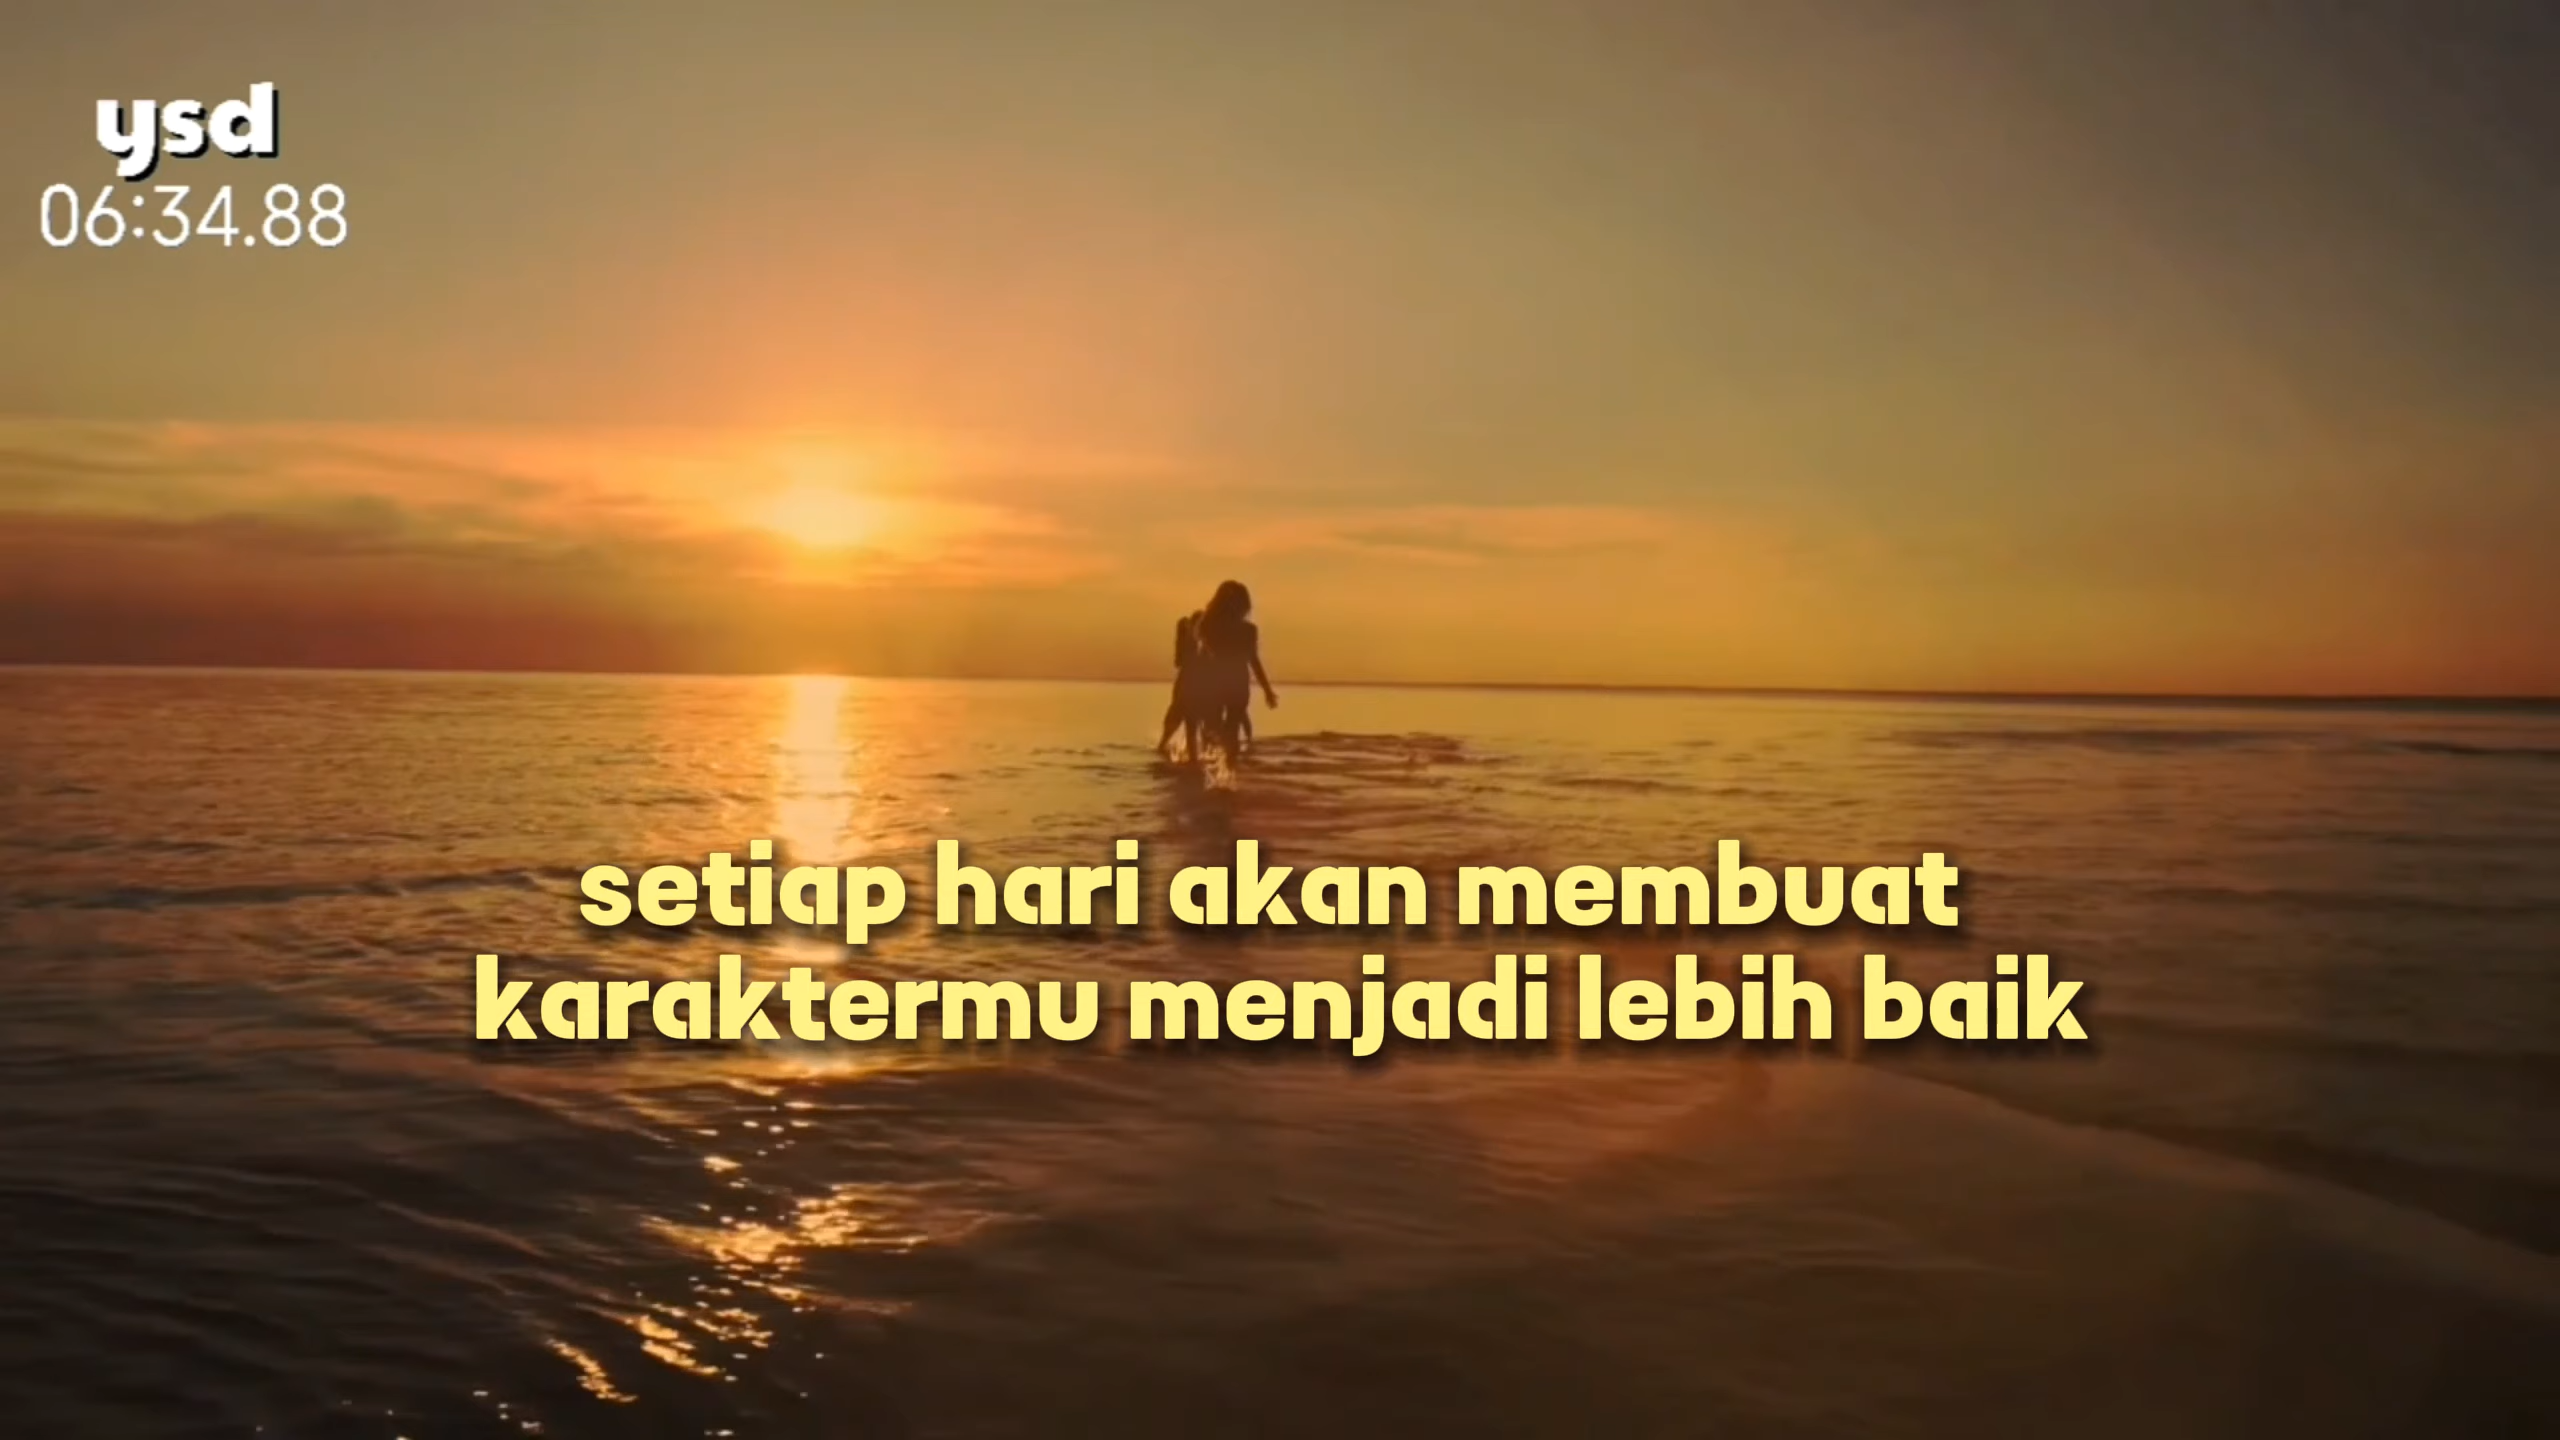 ysd
06:34.88
setiap hari akan membuat
karaktermu menjadi lebih baik